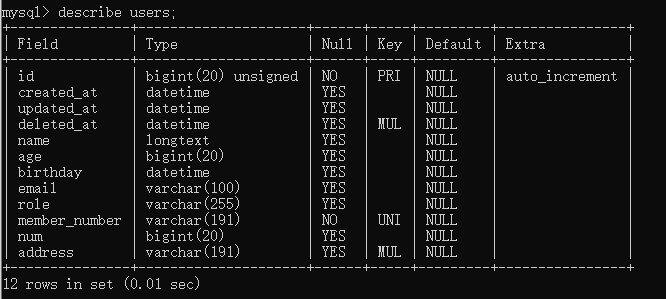 mysql> describe users;
+---------------+---------------------+------+-----+---------+----------------+
| Field         | Type                | Null | Key | Default | Extra          |
+---------------+---------------------+------+-----+---------+----------------+
| id            | bigint(20) unsigned | NO   | PRI | NULL    | auto_increment |
| created_at    | datetime            | YES  |     | NULL    |                |
| updated_at    | datetime            | YES  |     | NULL    |                |
| deleted_at    | datetime            | YES  | MUL | NULL    |                |
| name          | longtext            | YES  |     | NULL    |                |
| age           | bigint(20)          | YES  |     | NULL    |                |
| birthday      | datetime            | YES  |     | NULL    |                |
| email         | varchar(100)        | YES  |     | NULL    |                |
| role          | varchar(255)        | YES  |     | NULL    |                |
| member_number | varchar(191)        | NO   | UNI | NULL    |                |
| num           | bigint(20)          | YES  |     | NULL    |                |
| address       | varchar(191)        | YES  | MUL | NULL    |                |
+---------------+---------------------+------+-----+---------+----------------+
12 rows in set (0.01 sec)